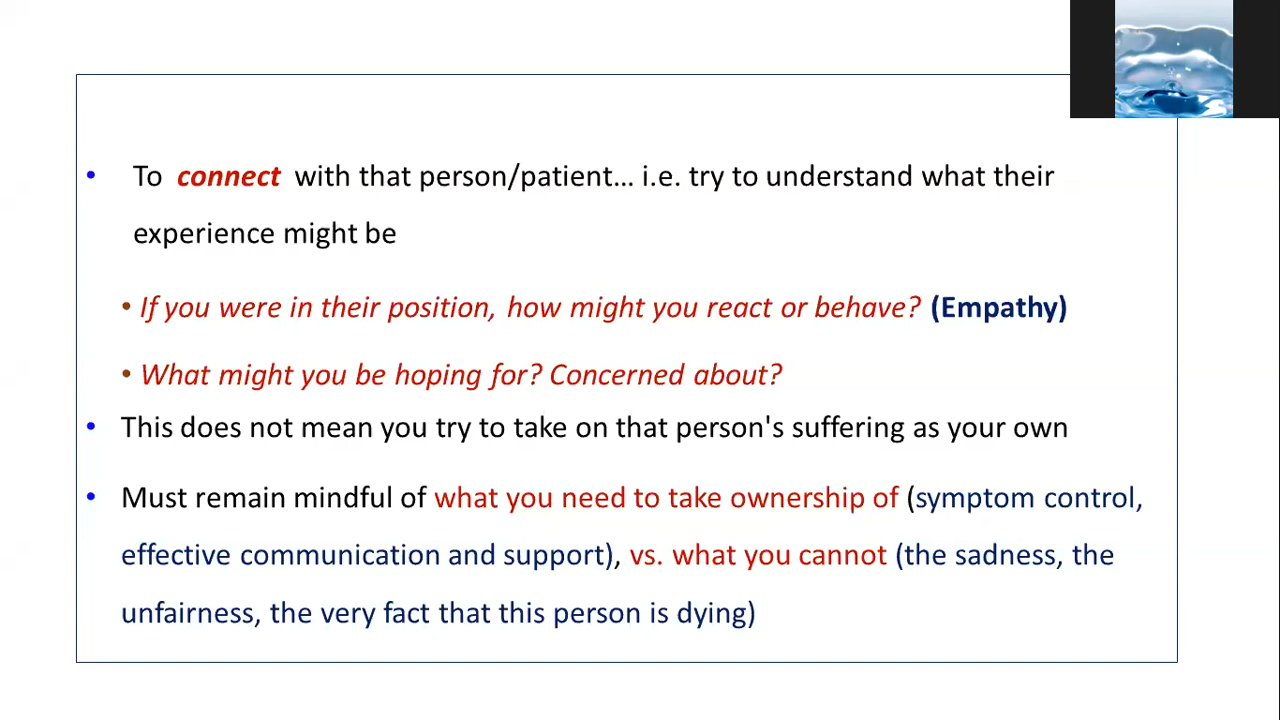 • To connect with that person/patient… i.e. try to understand what their
experience might be
• If you were in their position, how might you react or behave? (Empathy)
• What might you be hoping for? Concerned about?
• This does not mean you try to take on that person's suffering as your own
• Must remain mindful of what you need to take ownership of (symptom control,
effective communication and support), vs. what you cannot (the sadness, the
unfairness, the very fact that this person is dying)